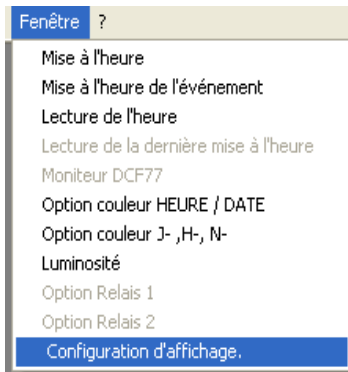 Fenêtre ?
Mise à l'heure
Mise à l'heure de l'événement
Lecture de l'heure
Lecture de la dernière mise à l'heure
Moniteur DCF77
Option couleur HEURE / DATE
Option couleur J- ,H-, N-
Luminosité
Option Relais 1
Option Relais 2
Configuration d'affichage.